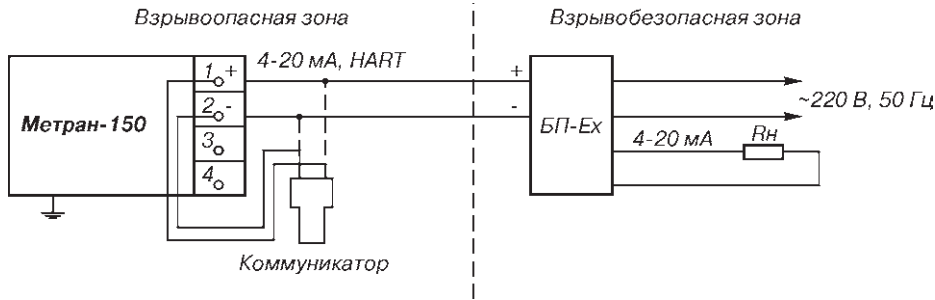 Взрывоопасная зона
Взрывобезопасная зона
4-20 мА, HART
1 +
2 -
3
4
Метран-150
+
-
БП-Ex
~220 В, 50 Гц
4-20 мА
Rн
Коммуникатор